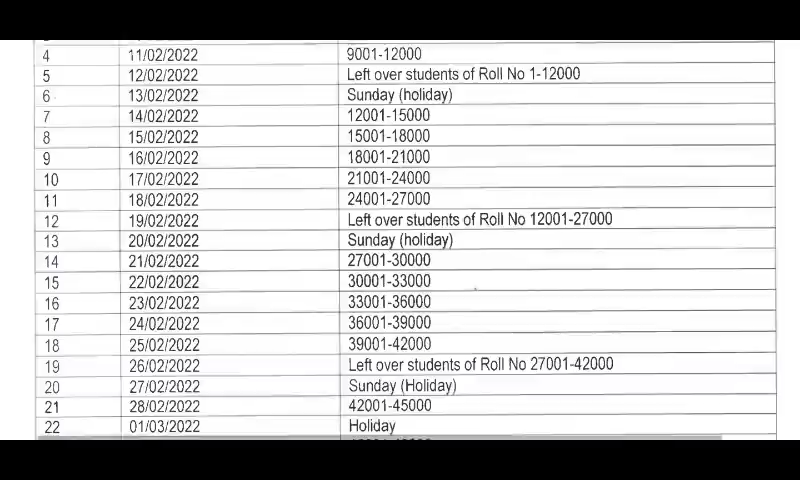 4 11/02/2022 9001-12000
5 12/02/2022 Left over students of Roll No 1-12000
6 13/02/2022 Sunday (holiday)
7 14/02/2022 12001-15000
8 15/02/2022 15001-18000
9 16/02/2022 18001-21000
10 17/02/2022 21001-24000
11 18/02/2022 24001-27000
12 19/02/2022 Left over students of Roll No 12001-27000
13 20/02/2022 Sunday (holiday)
14 21/02/2022 27001-30000
15 22/02/2022 30001-33000
16 23/02/2022 33001-36000
17 24/02/2022 36001-39000
18 25/02/2022 39001-42000
19 26/02/2022 Left over students of Roll No 27001-42000
20 27/02/2022 Sunday (Holiday)
21 28/02/2022 42001-45000
22 01/03/2022 Holiday